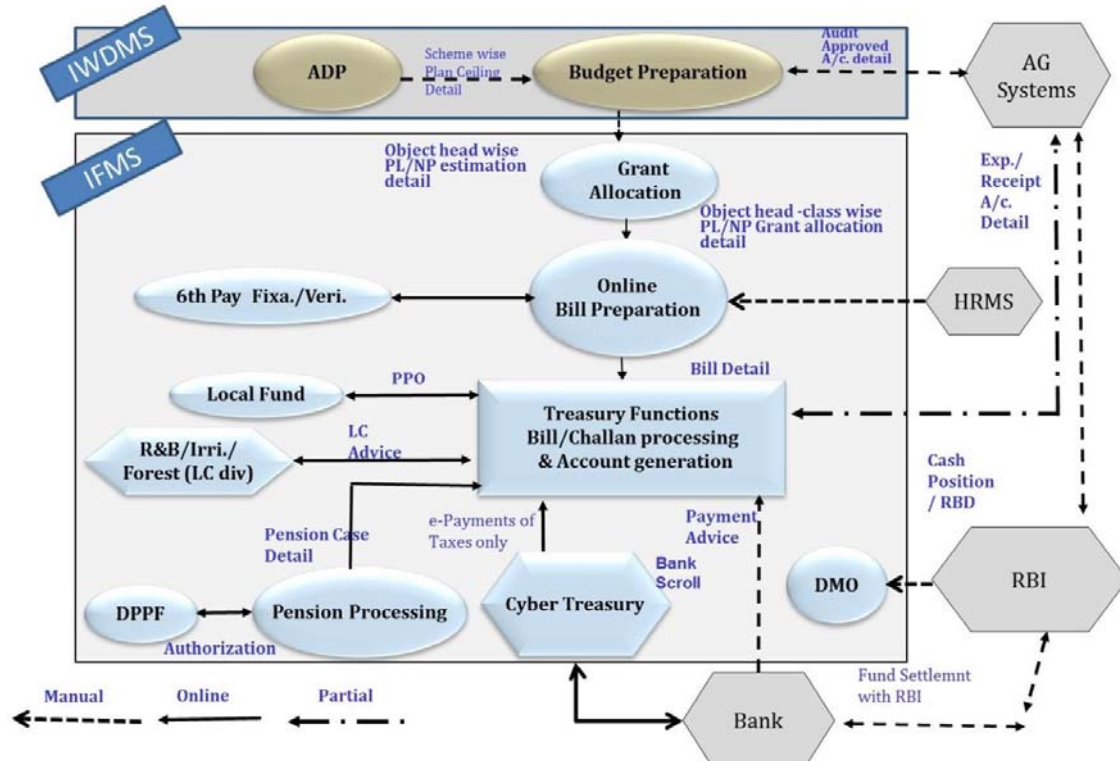 IWDMS
ADP
Scheme wise
Plan Ceiling
Detail
Budget Preparation
Audit
Approved
A/c. detail
AG
Systems
IFMS
Object head wise
PL/NP estimation
detail
Grant
Allocation
Object head -class wise
PL/NP Grant allocation
detail
Exp./
Receipt
A/c.
Detail
6th Pay Fixa./Veri.
Online
Bill Preparation
HRMS
Bill Detail
Local Fund
PPO
Treasury Functions
Bill/Challan processing
& Account generation
R&B/Irri./
Forest (LC div)
LC
Advice
Cash
Position
/ RBD
Pension Case
Detail
e-Payments of
Taxes only
Payment
Advice
Bank
Scroll
DPPF
Authorization
Pension Processing
Cyber Treasury
DMO
RBI
Manual
Online
Partial
Bank
Fund Settlemnt
with RBI